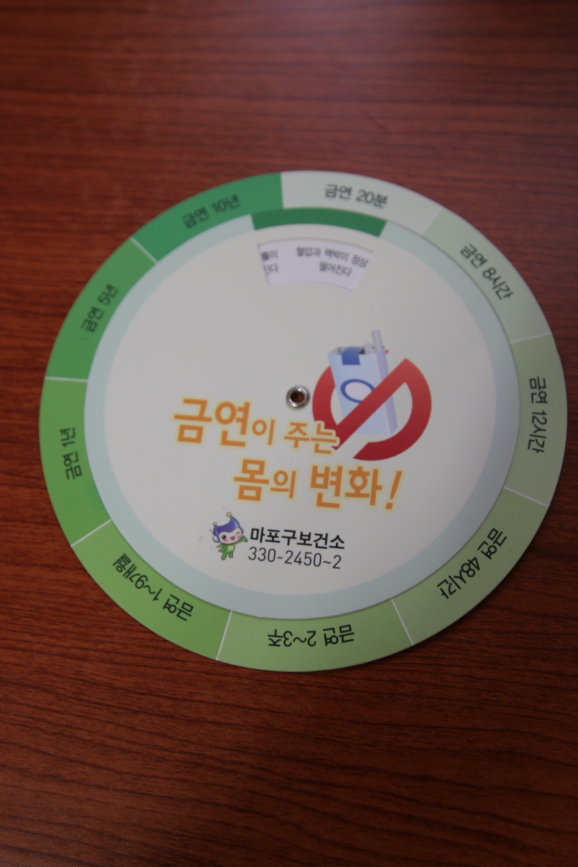 금연 20분
금연 8시간
금연 12시간
금연 48시간
금연 2~3주
금연 1~9개월
금연 1년
금연 5년
금연 10년
혈압과 맥박이 정상
떨어진다
금연이 주는
몸의 변화!
마포구보건소
330-2450~2